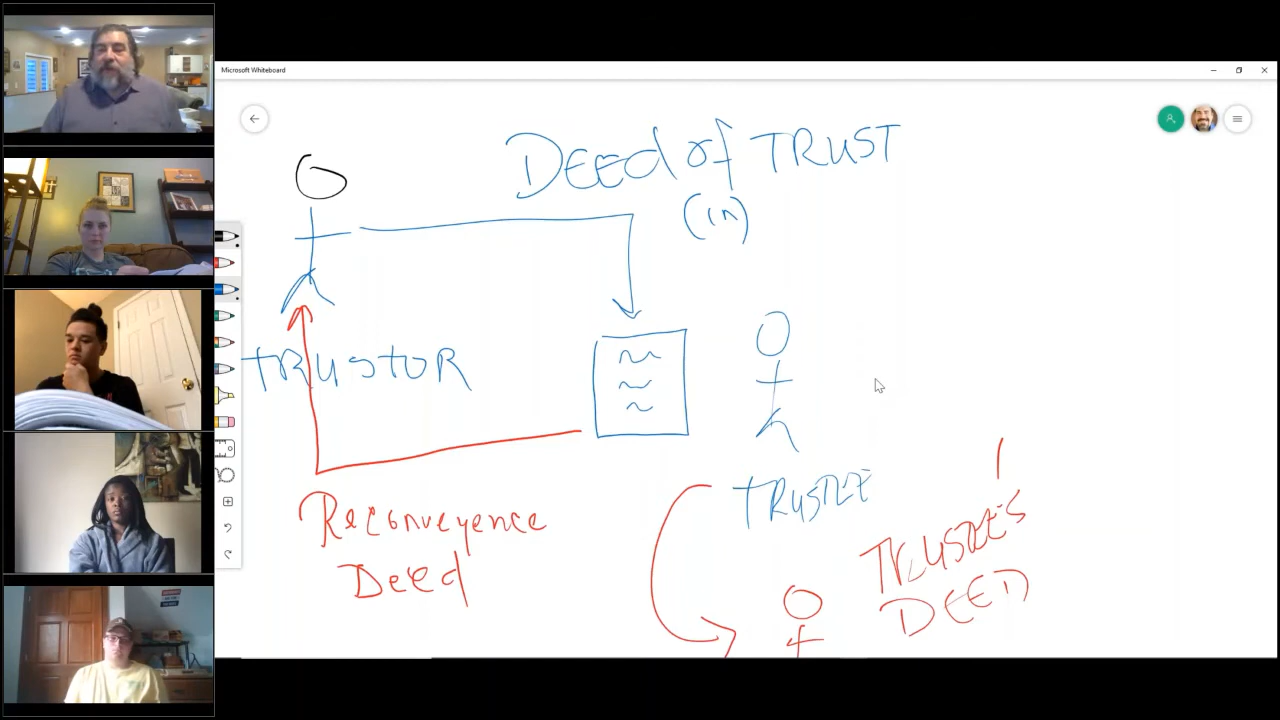 Microsoft Whiteboard
DEEd of TRUST
(in)
tRUStOR
TRUSTEE
Reconveyence
Deed
TRUSTEE'S
DEED